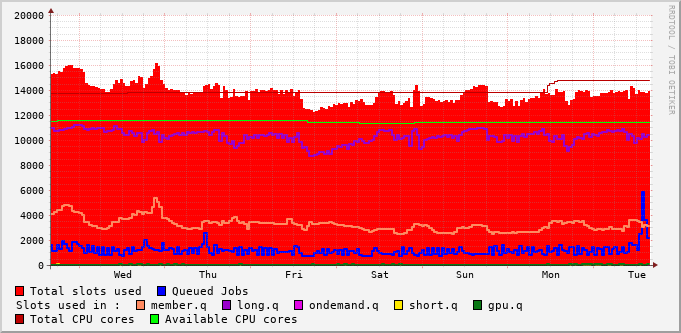 20000
18000
16000
14000
12000
10000
8000
6000
4000
2000
0
Wed Thu Fri Sat Sun Mon Tue
RRDTOOL / TOBI OETIKER
Total slots used Queued Jobs
Slots used in : member.q long.q ondemand.q short.q gpu.q
Total CPU cores Available CPU cores